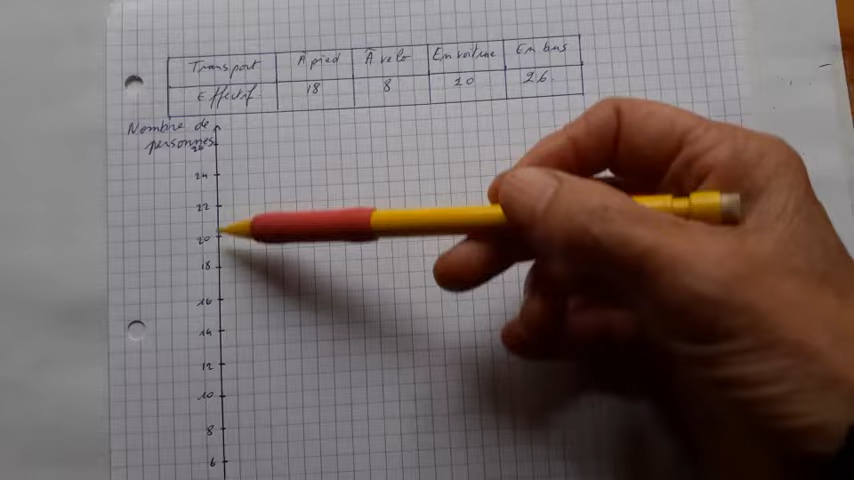 Transport À pied À vélo En voiture En bus
Effectif 18 8 10 26
Nombre de
personnes
26
24
22
20
18
16
14
12
10
8
6